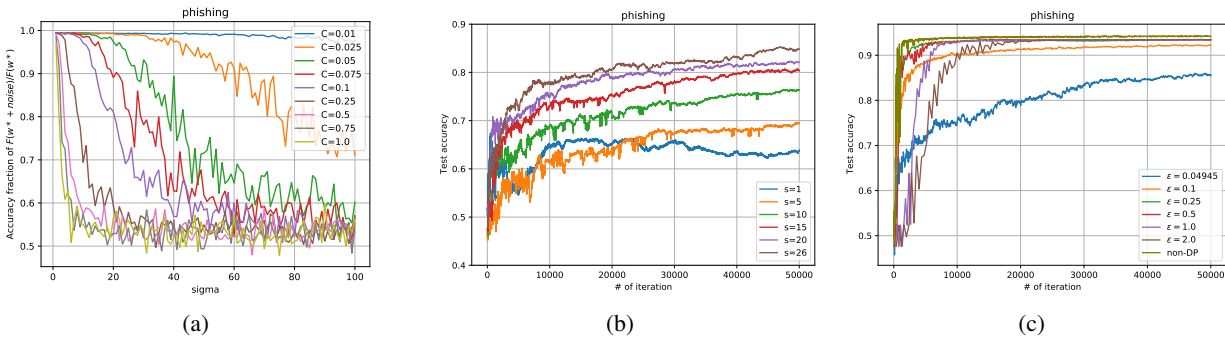 phishing
Accuracy fraction of F(w* + noise)/F(w*)
1.0
0.9
0.8
0.7
0.6
0.5
C=0.01
C=0.025
C=0.05
C=0.075
C=0.1
C=0.25
C=0.5
C=0.75
C=1.0
0 20 40 60 80 100
sigma
(a)
phishing
Test accuracy
0.9
0.8
0.7
0.6
0.5
0.4
s=1
s=5
s=10
s=15
s=20
s=26
0 10000 20000 30000 40000 50000
# of iteration
(b)
phishing
Test accuracy
0.9
0.8
0.7
0.6
0.5
ε = 0.04945
ε = 0.1
ε = 0.25
ε = 0.5
ε = 1.0
ε = 2.0
non-DP
0 10000 20000 30000 40000 50000
# of iteration
(c)